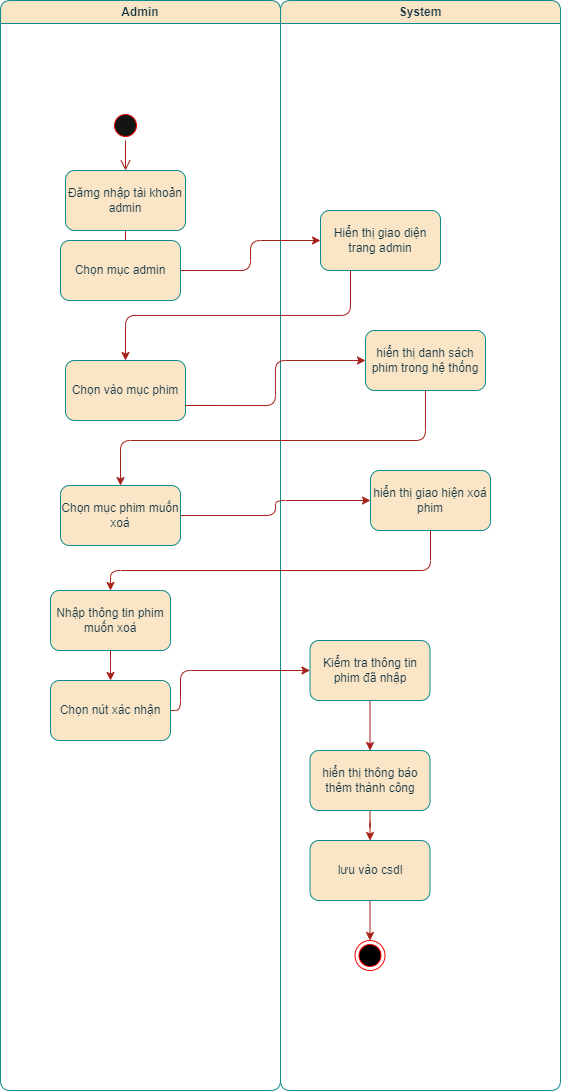 Admin
System
Đămg nhập tải khoản
admin
Chọn mục admin
Hiển thị giao diện
trang admin
Chọn vào mục phim
hiển thị danh sách
phim trong hệ thống
Chọn mục phim muốn
xoá
hiển thị giao hiện xoá
phim
Nhập thông tin phim
muốn xoá
Chọn nút xác nhận
Kiểm tra thông tin
phim đã nhập
hiển thị thông báo
thêm thành công
lưu vào csdl